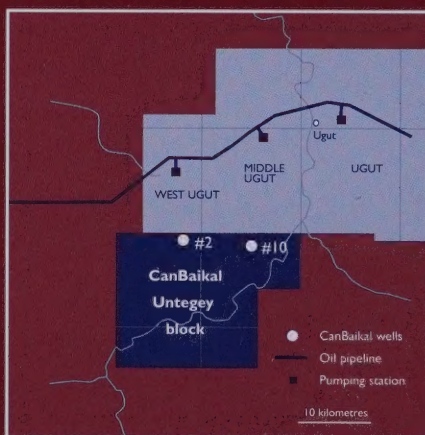 Ugut
MIDDLE
UGUT
UGUT
WEST UGUT
#2
#10
CanBaikal
Untegey
block
CanBaikal wells
Oil pipeline
Pumping station
10 kilometres